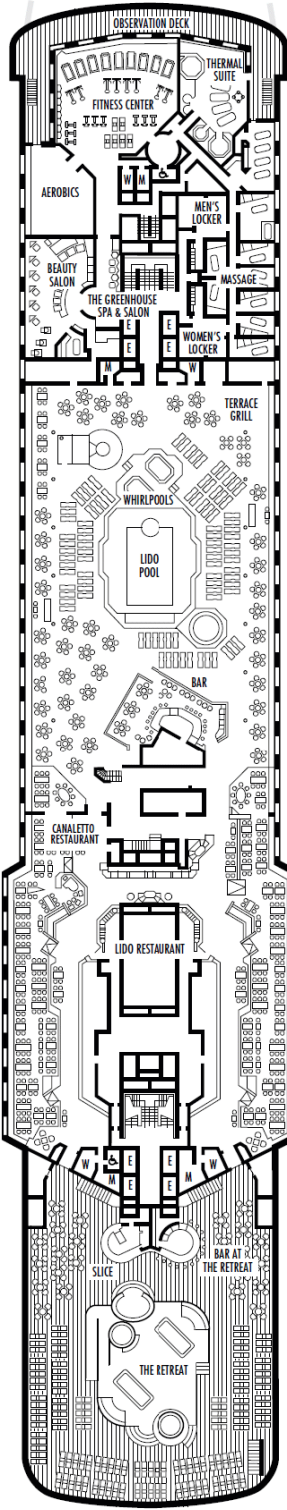 OBSERVATION DECK
THERMAL
SUITE
FITNESS CENTER
W M
AEROBICS
MEN'S
LOCKER
BEAUTY
SALON
MASSAGE
THE GREENHOUSE
SPA & SALON
E E
E E
WOMEN'S
LOCKER
M W
TERRACE
GRILL
WHIRLPOOLS
LIDO
POOL
BAR
CANALETTO
RESTAURANT
LIDO RESTAURANT
W E E W
M E E M
SLICE
BAR AT
THE RETREAT
THE RETREAT